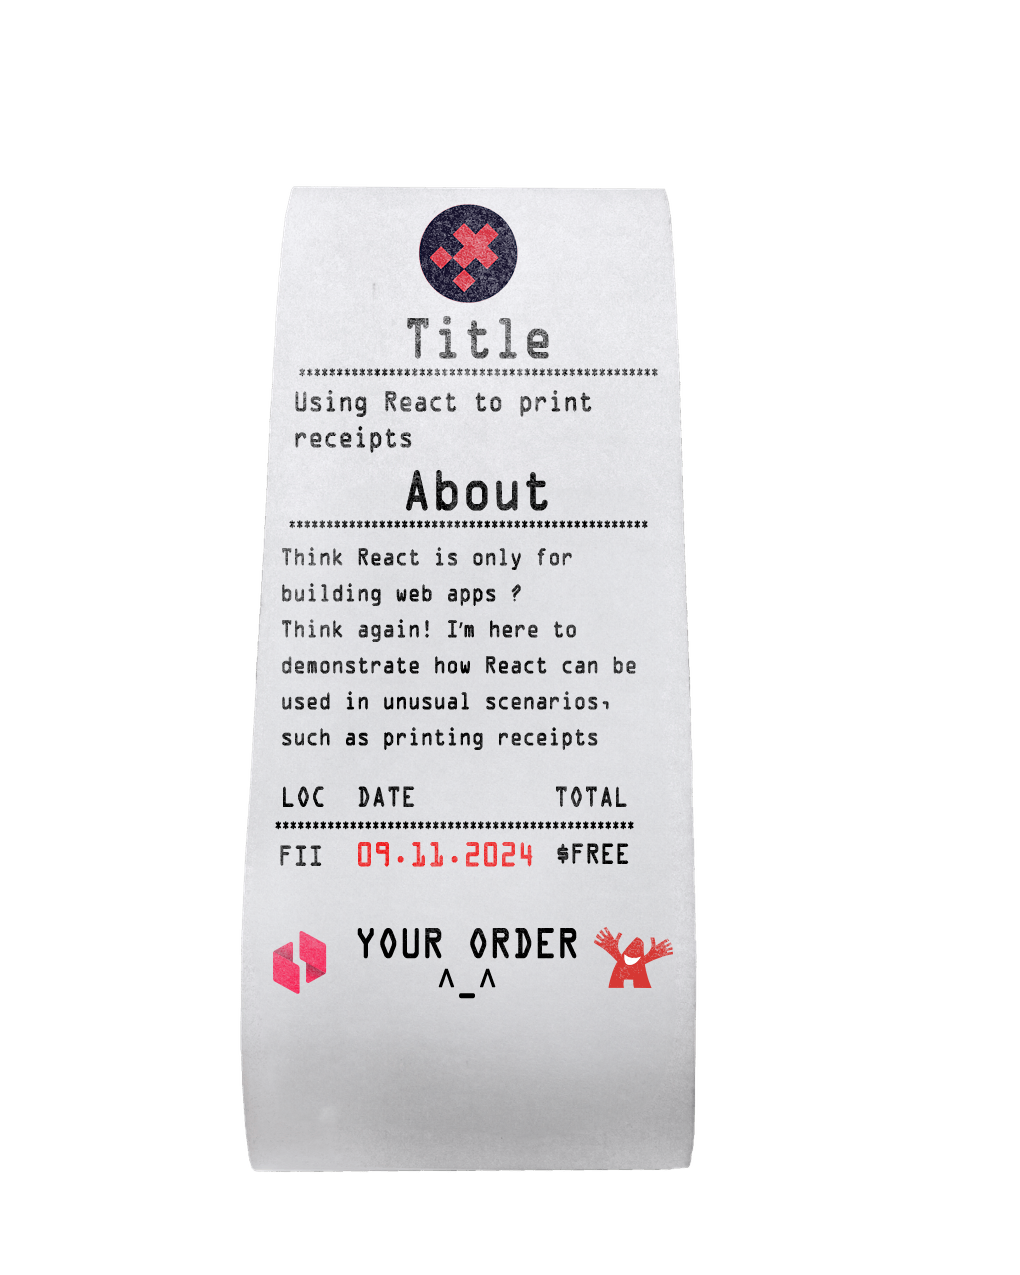 Title
************************************************
Using React to print
receipts
About
************************************************
Think React is only for
building web apps ?
Think again! I'm here to
demonstrate how React can be
used in unusual scenarios,
such as printing receipts
LOC DATE TOTAL
************************************************
FII 09.11.2024 $FREE
YOUR ORDER
^_^